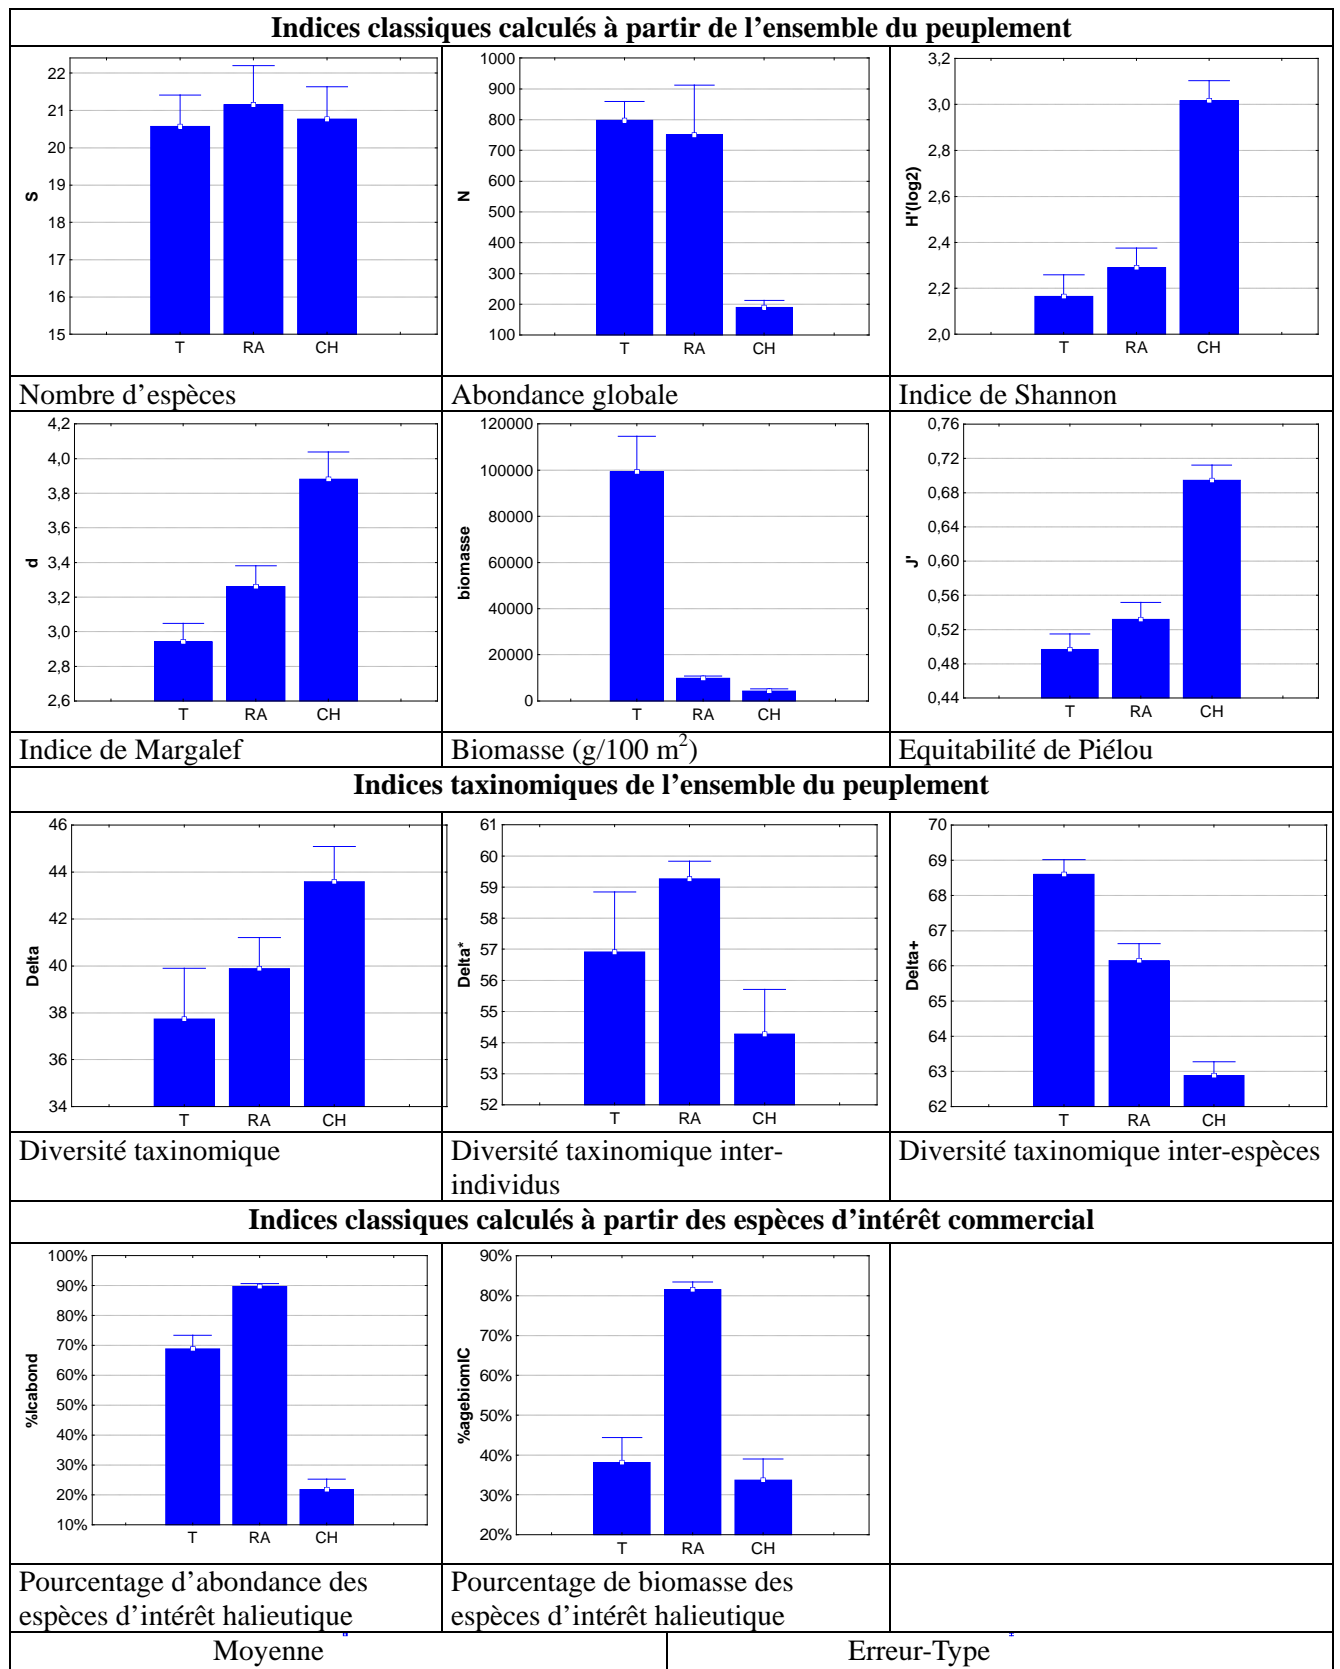 Indices classiques calculés à partir de l'ensemble du peuplement
22
21
20
19
18
17
16
15
S
T RA CH
1000
900
800
700
600
500
400
300
200
100
N
T RA CH
3,2
3,0
2,8
2,6
2,4
2,2
2,0
H'(log2)
T RA CH
Nombre d'espèces
Abondance globale
Indice de Shannon
4,2
4,0
3,8
3,6
3,4
3,2
3,0
2,8
2,6
d
T RA CH
120000
100000
80000
60000
40000
20000
0
biomasse
T RA CH
0,76
0,72
0,68
0,64
0,60
0,56
0,52
0,48
0,44
J'
T RA CH
Indice de Margalef
Biomasse (g/100 m²)
Equitabilité de Piélou
Indices taxinomiques de l'ensemble du peuplement
46
44
42
40
38
36
34
Delta
T RA CH
61
60
59
58
57
56
55
54
53
52
Delta*
T RA CH
70
69
68
67
66
65
64
63
62
Delta+
T RA CH
Diversité taxinomique
Diversité taxinomique inter-
individus
Diversité taxinomique inter-espèces
Indices classiques calculés à partir des espèces d'intérêt commercial
100%
90%
80%
70%
60%
50%
40%
30%
20%
10%
%Icabond
T RA CH
90%
80%
70%
60%
50%
40%
30%
20%
%agebiomIC
T RA CH
Pourcentage d'abondance des
espèces d'intérêt halieutique
Pourcentage de biomasse des
espèces d'intérêt halieutique
Moyenne
Erreur-Type